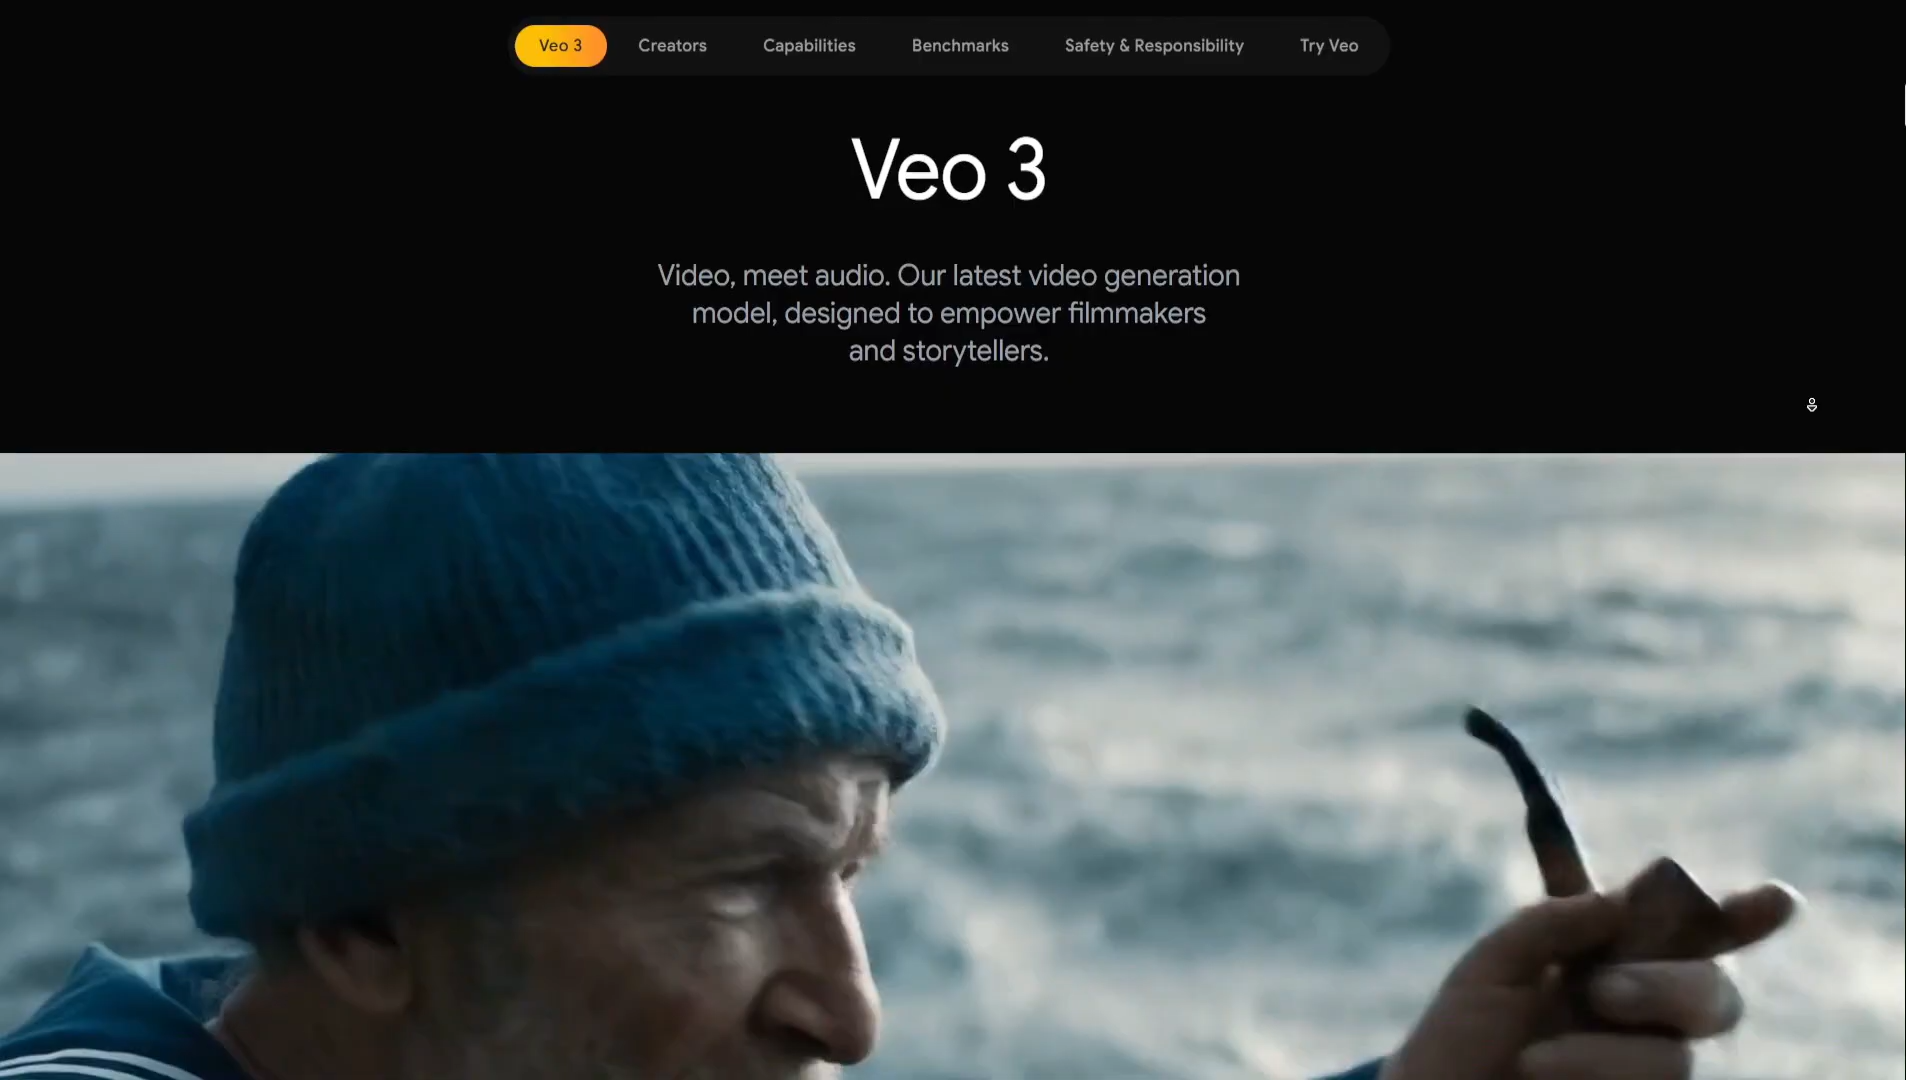 Veo 3
Creators
Capabilities
Benchmarks
Safety & Responsibility
Try Veo
Veo 3
Video, meet audio. Our latest video generation
model, designed to empower filmmakers
and storytellers.